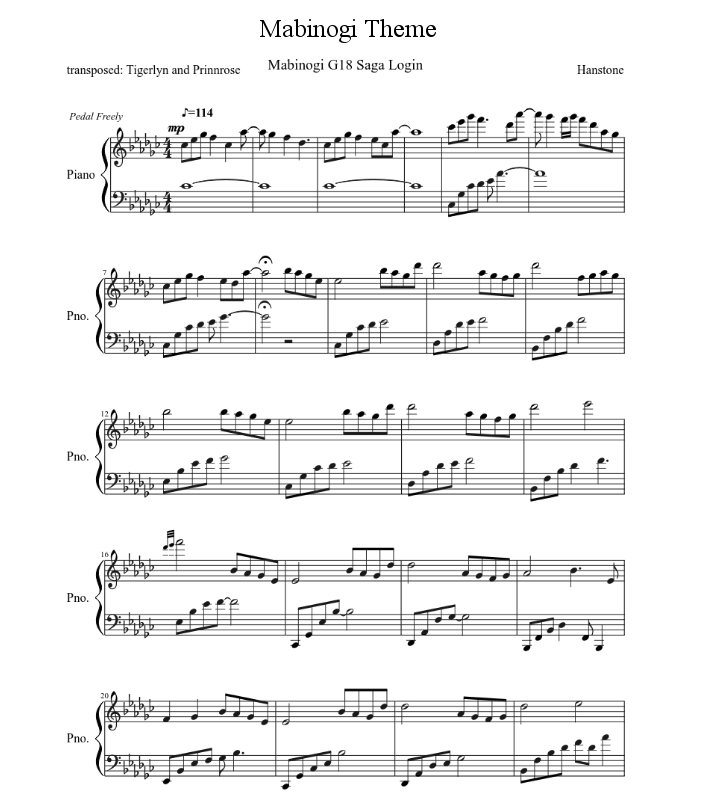 Mabinogi Theme
Mabinogi G18 Saga Login
transposed: Tigerlyn and Prinnrose
Hanstone
Pedal Freely
♪=114
mp
Piano
7
Pno.
12
Pno.
16
Pno.
20
Pno.